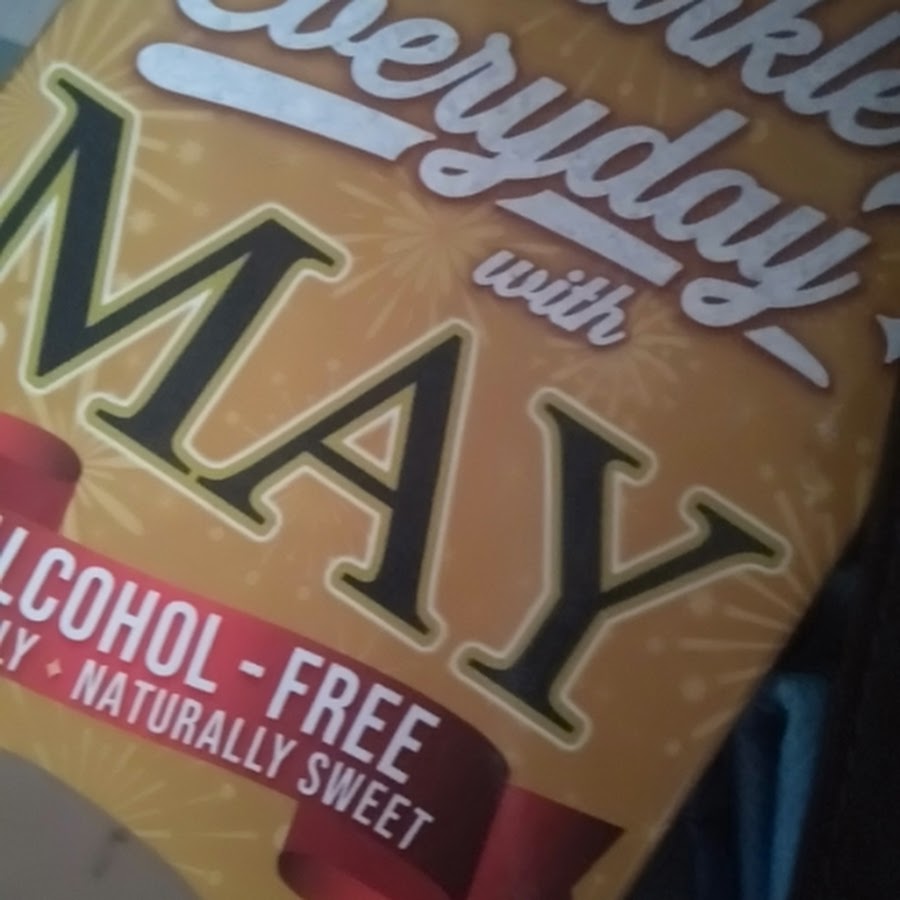 everyday
with
MAY
ALCOHOL - FREE
NATURALLY SWEET